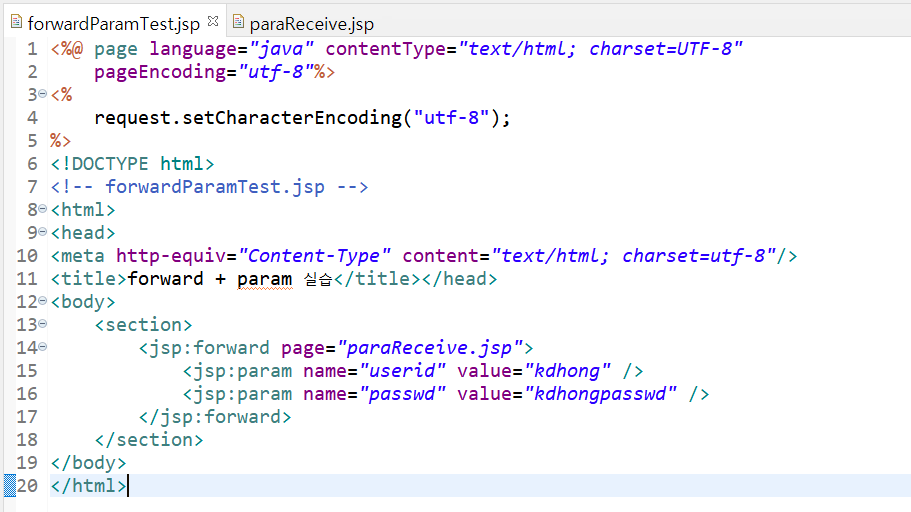 forwardParamTest.jsp paraReceive.jsp
1 <%@ page language="java" contentType="text/html; charset=UTF-8"
2 pageEncoding="utf-8"%>
3 <%
4 request.setCharacterEncoding("utf-8");
5 %>
6 <!DOCTYPE html>
7 <!-- forwardParamTest.jsp -->
8 <html>
9 <head>
10 <meta http-equiv="Content-Type" content="text/html; charset=utf-8"/>
11 <title>forward + param 실습</title></head>
12 <body>
13 <section>
14 <jsp:forward page="paraReceive.jsp">
15 <jsp:param name="userid" value="kdhong" />
16 <jsp:param name="passwd" value="kdhongpasswd" />
17 </jsp:forward>
18 </section>
19 </body>
20 </html>